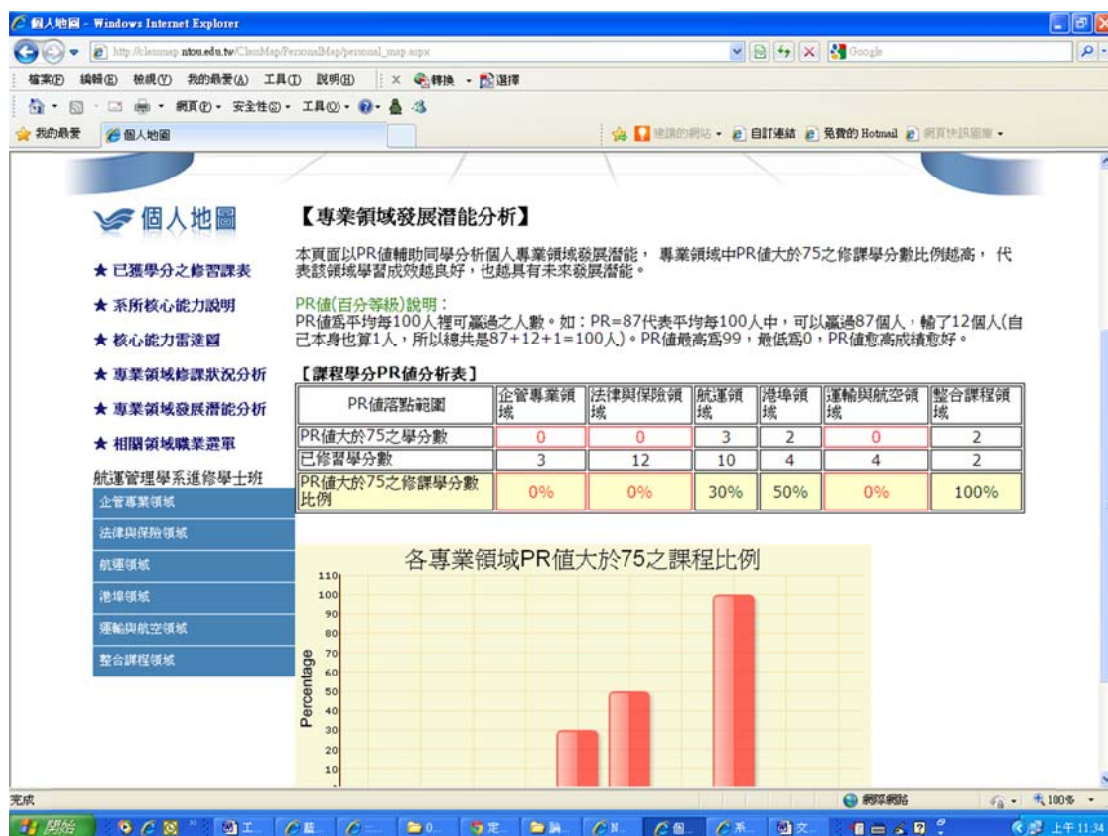 個人地圖 - Windows Internet Explorer
http://classmap.ntou.edu.tw/ClassMap/PersonalMap/personal_map.aspx
Google
檔案(F) 編輯(E) 檢視(V) 我的最愛(A) 工具(T) 說明(H) × 轉換 選擇
網頁(P) 安全性(S) 工具(O)
我的最愛 個人地圖 建議的網站 自訂連結 免費的 Hotmail 網頁快訊圖庫
個人地圖
★ 已獲學分之修習課表
★ 系所核心能力說明
★ 核心能力雷達圖
★ 專業領域修課狀況分析
★ 專業領域發展潛能分析
★ 相關領域職業選單
航運管理學系進修學士班
企管專業領域
法律與保險領域
航運領域
港埠領域
運輸與航空領域
整合課程領域
【專業領域發展潛能分析】
本頁面以PR值輔助同學分析個人專業領域發展潛能, 專業領域中PR值大於75之修課學分數比例越高, 代
表該領域學習成效越良好,也越具有未來發展潛能。
PR值(百分等級)說明:
PR值為平均每100人裡可贏過之人數。如:PR=87代表平均每100人中,可以贏過87個人,輸了12個人(自
己本身也算1人,所以總共是87+12+1=100人)。PR值最高為99,最低為0,PR值愈高成績愈好。
【課程學分PR值分析表】
PR值落點範圍 企管專業領域 法律與保險領域 航運領域 港埠領域 運輸與航空領域 整合課程領域
PR值大於75之學分數 0 0 3 2 0 2
已修習學分數 3 12 10 4 4 2
PR值大於75之修課學分數比例 0% 0% 30% 50% 0% 100%
各專業領域PR值大於75之課程比例
Percentage
110
100
90
80
70
60
50
40
30
20
10
完成 網際網路 100%
開始 工... 藍... 0... 定... 論... N... 個... 系... 文... 上午 11:34